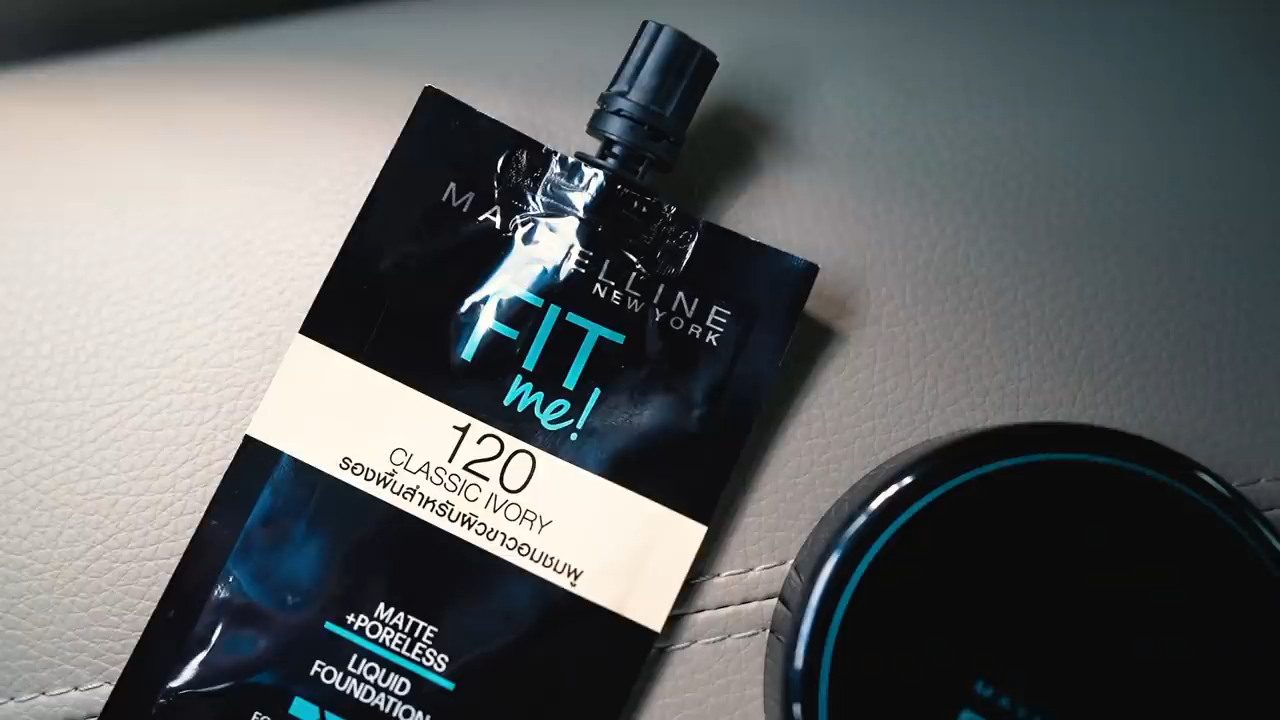 MAYBELLINE
NEW YORK
FIT
me!
120
CLASSIC IVORY
รองพื้นสำหรับผิวขาวอมชมพู
MATTE
+PORELESS
LIQUID
FOUNDATION